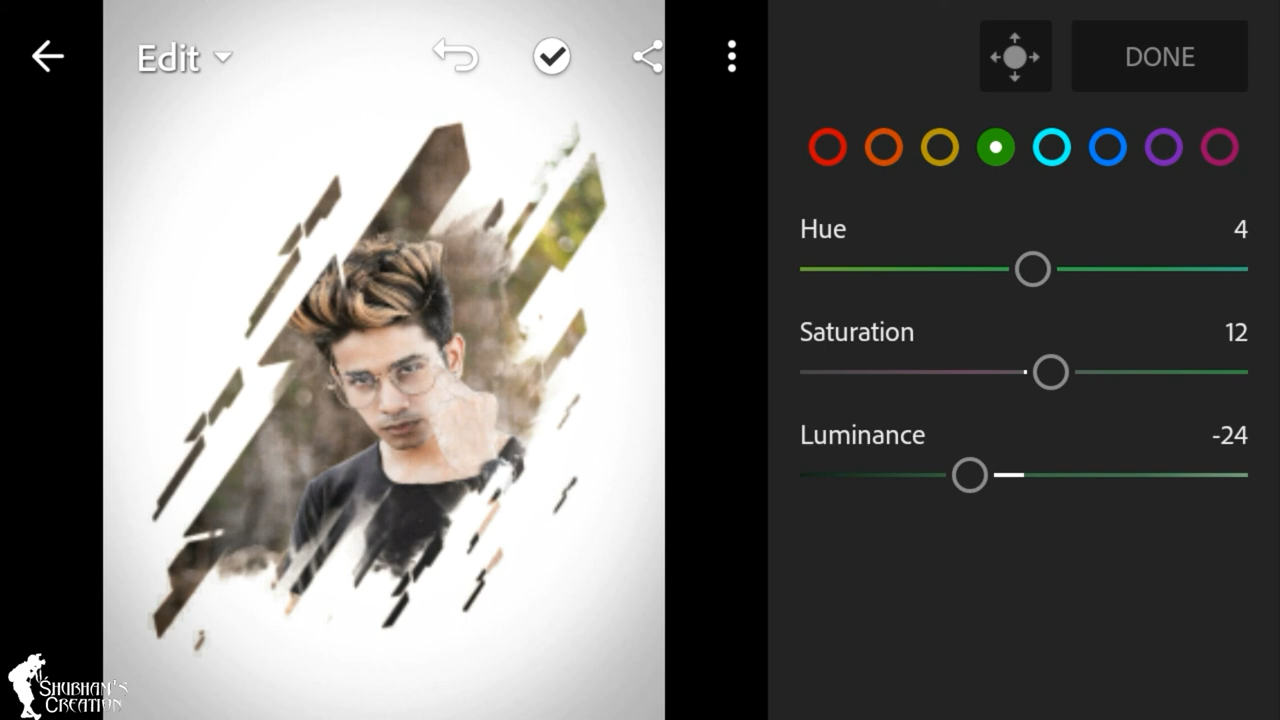 Edit
DONE
Hue 4
Saturation 12
Luminance -24
SHUBHAM'S
CREATION